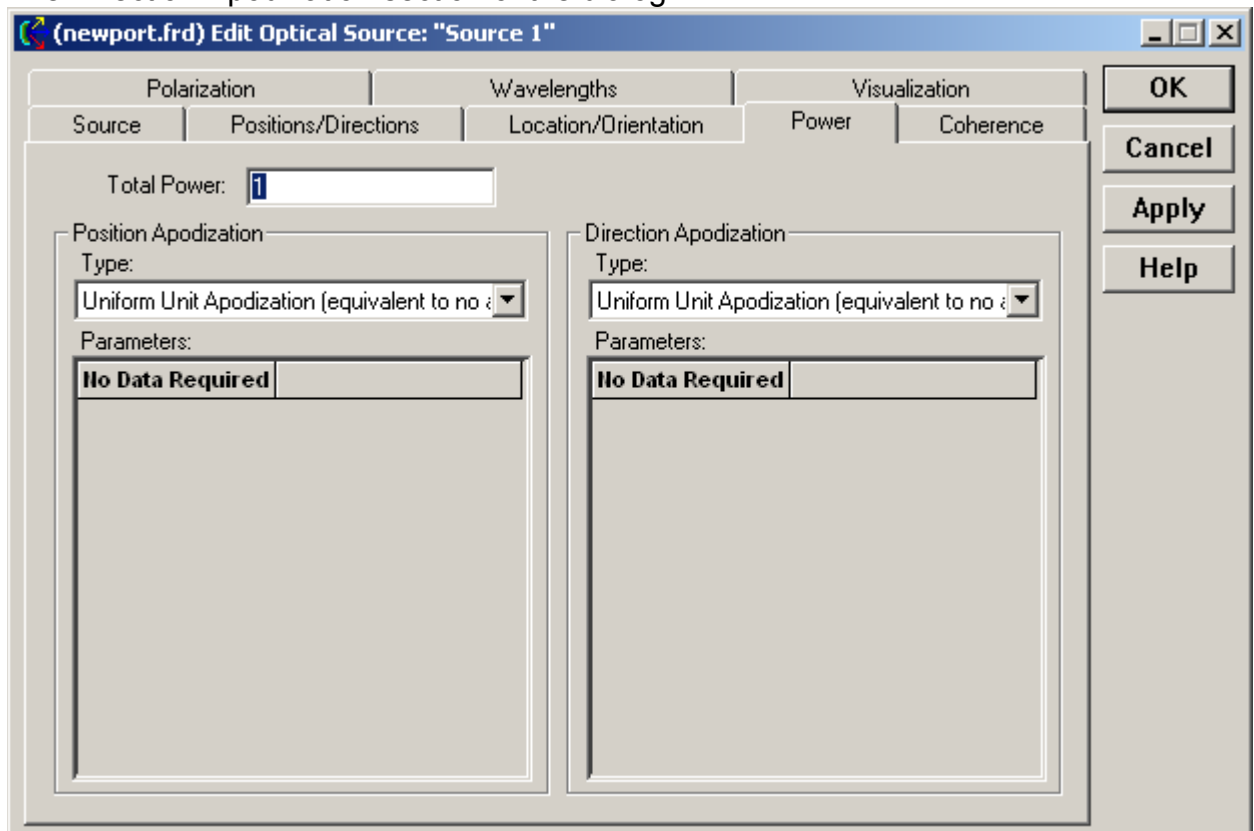 (newport.frd) Edit Optical Source: "Source 1"
Polarization Wavelengths Visualization
Source Positions/Directions Location/Orientation Power Coherence
OK
Cancel
Apply
Help
Total Power: 1
Position Apodization
Type:
Uniform Unit Apodization (equivalent to no
Parameters:
No Data Required
Direction Apodization
Type:
Uniform Unit Apodization (equivalent to no
Parameters:
No Data Required